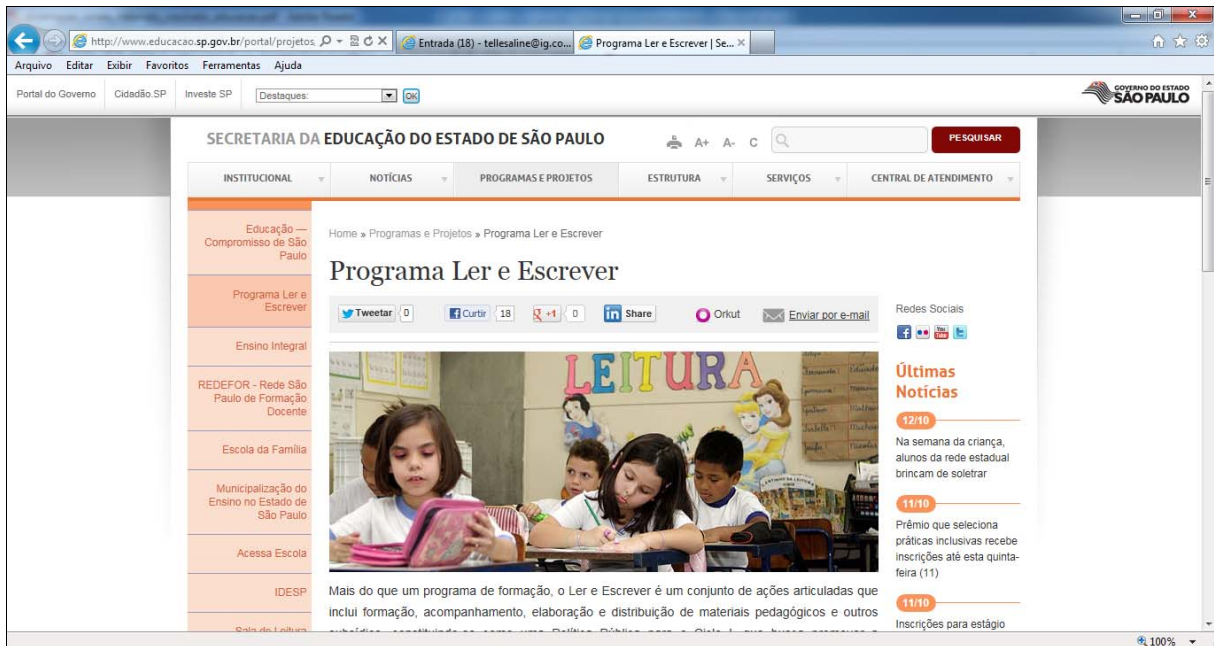 http://www.educacao.sp.gov.br/portal/projetos
Entrada (18) - tellesaline@ig.co...
Programa Ler e Escrever | Se...
Arquivo Editar Exibir Favoritos Ferramentas Ajuda
Portal do Governo Cidadão.SP Investe SP Destaques: OK
GOVERNO DO ESTADO
SÃO PAULO
SECRETARIA DA EDUCAÇÃO DO ESTADO DE SÃO PAULO A+ A- C PESQUISAR
INSTITUCIONAL NOTÍCIAS PROGRAMAS E PROJETOS ESTRUTURA SERVIÇOS CENTRAL DE ATENDIMENTO
Educação —
Compromisso de São
Paulo
Programa Ler e
Escrever
Ensino Integral
REDEFOR - Rede São
Paulo de Formação
Docente
Escola da Família
Municipalização do
Ensino no Estado de
São Paulo
Acessa Escola
IDESP
Sala de Leitura
Home » Programas e Projetos » Programa Ler e Escrever
Programa Ler e Escrever
Tweetar 0 Curtir 18 +1 0 in Share Orkut Enviar por e-mail
LEITURA
Mais do que um programa de formação, o Ler e Escrever é um conjunto de ações articuladas que
inclui formação, acompanhamento, elaboração e distribuição de materiais pedagógicos e outros
Redes Sociais
Últimas
Notícias
12/10
Na semana da criança,
alunos da rede estadual
brincam de soletrar
11/10
Prêmio que seleciona
práticas inclusivas recebe
inscrições até esta quinta-
feira (11)
11/10
Inscrições para estágio
100%